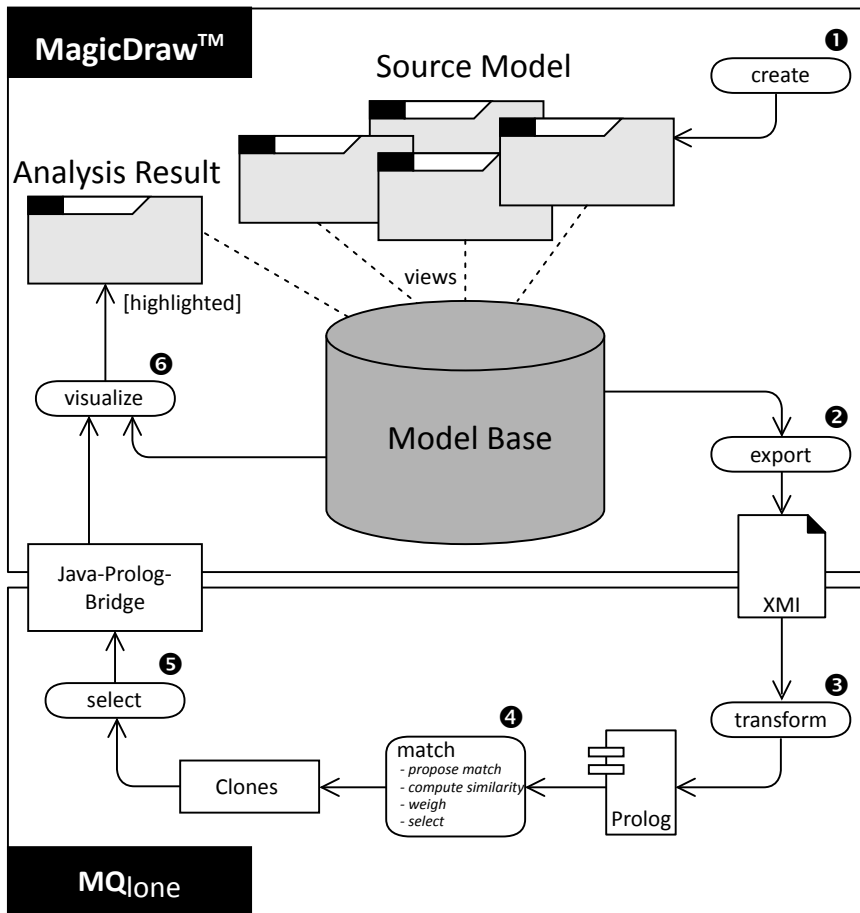 MagicDraw™
Source Model
❶
create
Analysis Result
views
[highlighted]
❻
visualize
Model Base
❷
export
Java-Prolog-
Bridge
XMI
❺
select
❸
transform
❹
match
- propose match
- compute similarity
- weigh
- select
Clones
Prolog
MQlone